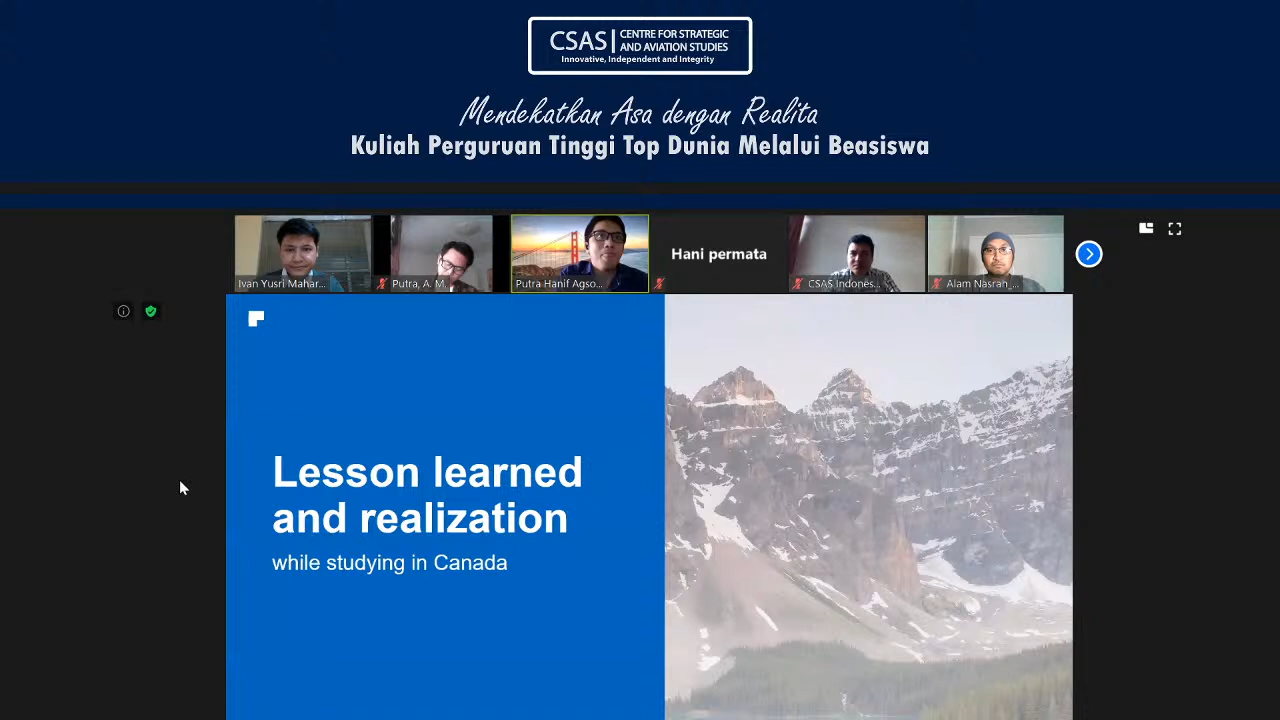 CSAS
CENTRE FOR STRATEGIC
AND AVIATION STUDIES
Innovative, Independent and Integrity
Mendekatkan Asa dengan Realita
Kuliah Perguruan Tinggi Top Dunia Melalui Beasiswa
Hani permata
Ivan Yusri Mahar...
Putra, A. M.
Putra Hanif Agso...
CSAS Indones...
Alam Nasrah_...
Lesson learned
and realization
while studying in Canada